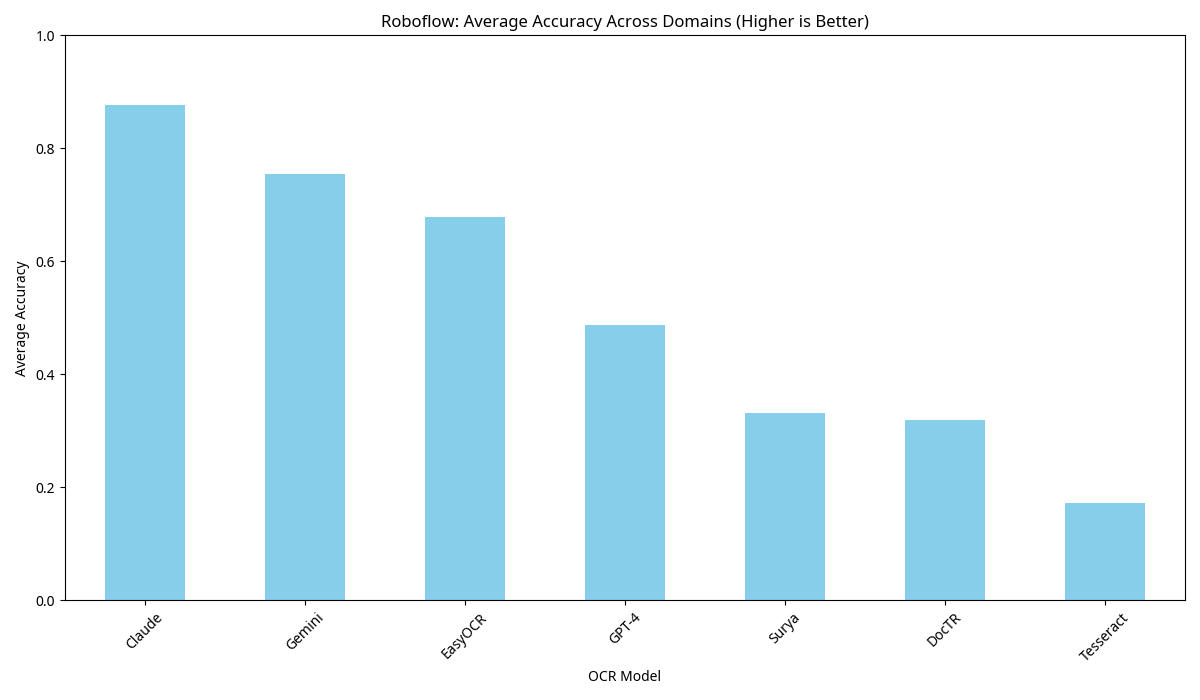 Roboflow: Average Accuracy Across Domains (Higher is Better)
1.0
0.8
0.6
0.4
0.2
0.0
Average Accuracy
Claude
Gemini
EasyOCR
GPT-4
Surya
DocTR
Tesseract
OCR Model